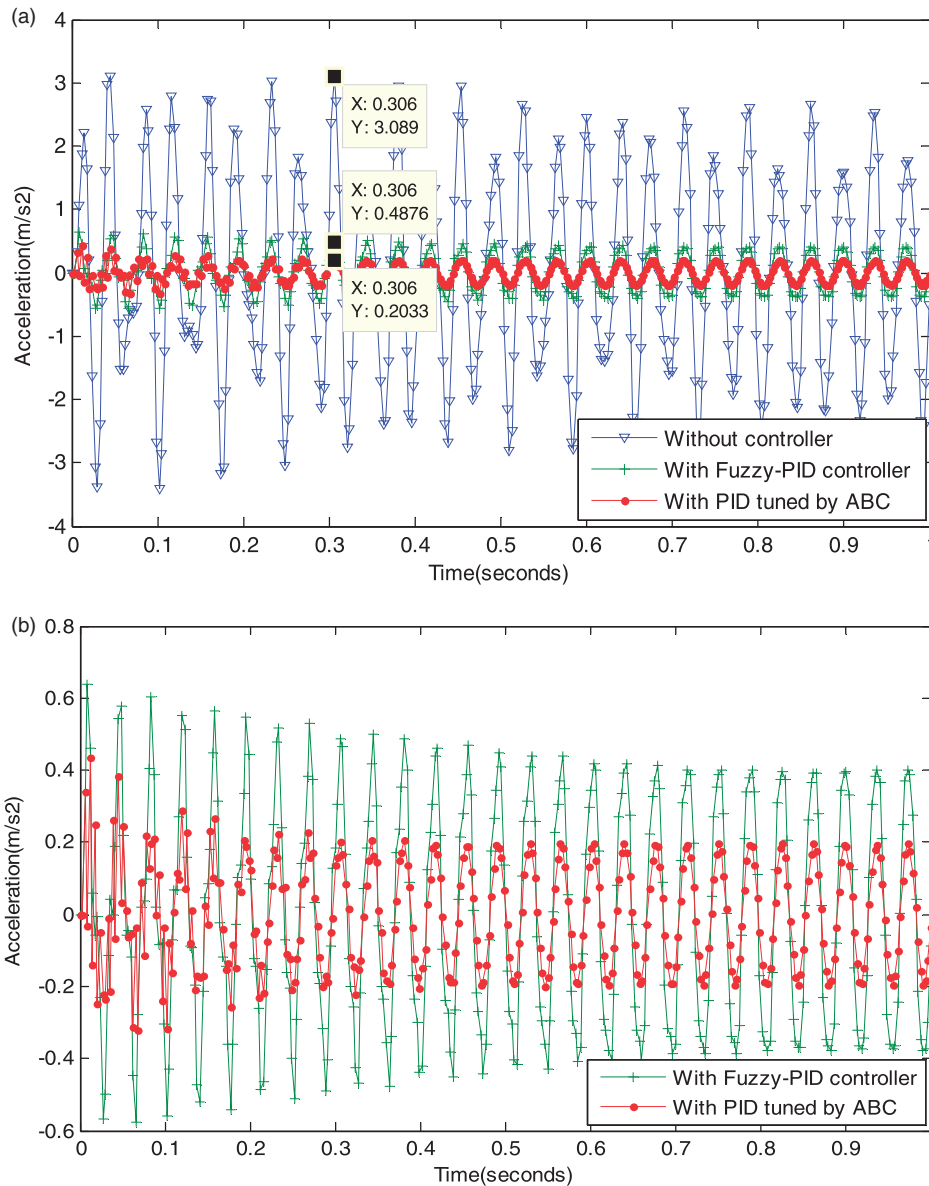 (a)
4
3
2
1
0
-1
-2
-3
-4
Acceleration(m/s2)
X: 0.306
Y: 3.089
X: 0.306
Y: 0.4876
X: 0.306
Y: 0.2033
Without controller
With Fuzzy-PID controller
With PID tuned by ABC
0 0.1 0.2 0.3 0.4 0.5 0.6 0.7 0.8 0.9
Time(seconds)
(b)
0.8
0.6
0.4
0.2
0
-0.2
-0.4
-0.6
Acceleration(m/s2)
With Fuzzy-PID controller
With PID tuned by ABC
0 0.1 0.2 0.3 0.4 0.5 0.6 0.7 0.8 0.9
Time(seconds)